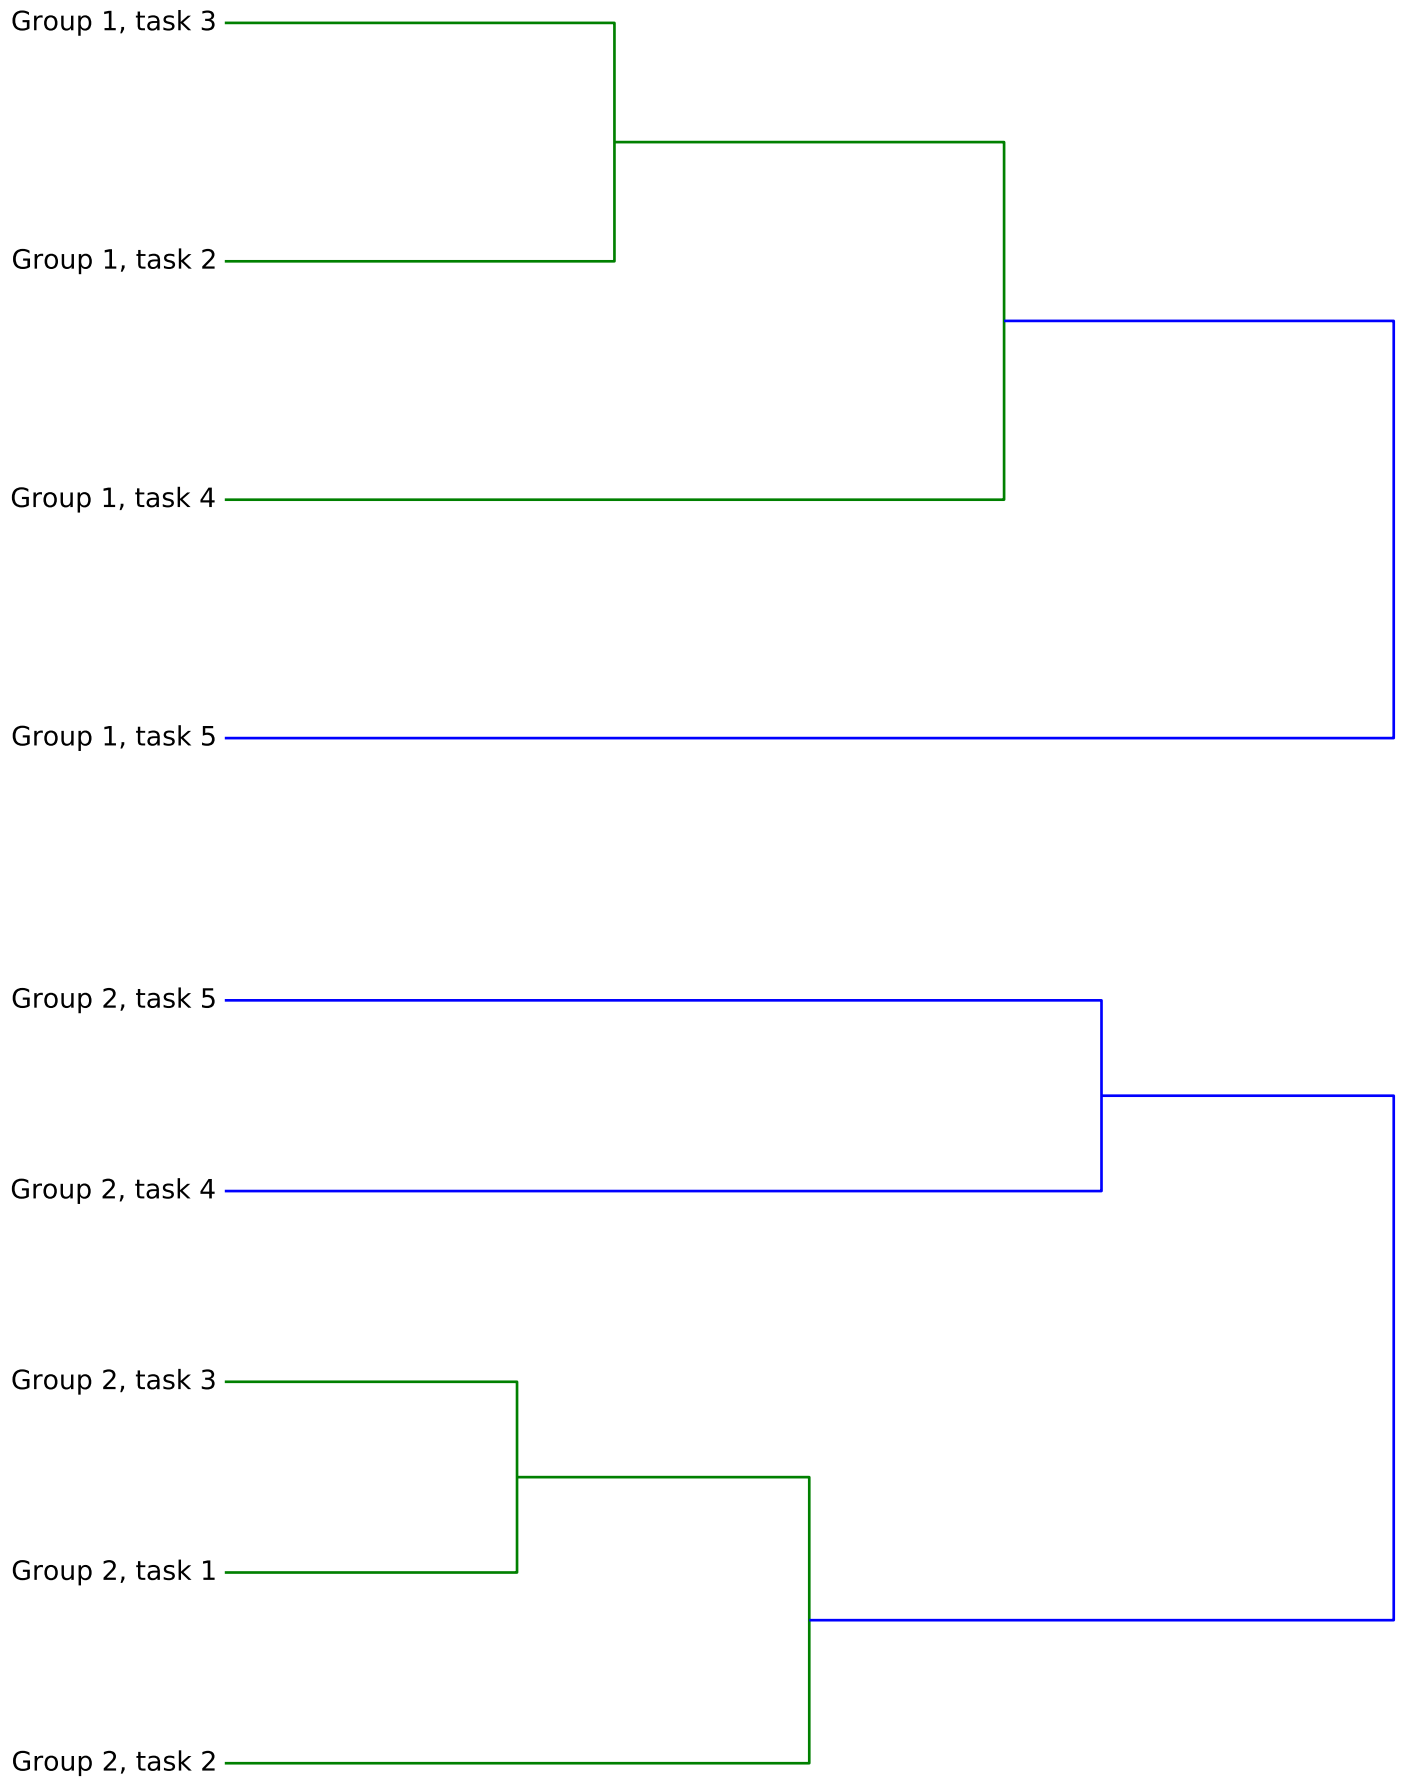 Group 1, task 3
Group 1, task 2
Group 1, task 4
Group 1, task 5
Group 2, task 5
Group 2, task 4
Group 2, task 3
Group 2, task 1
Group 2, task 2